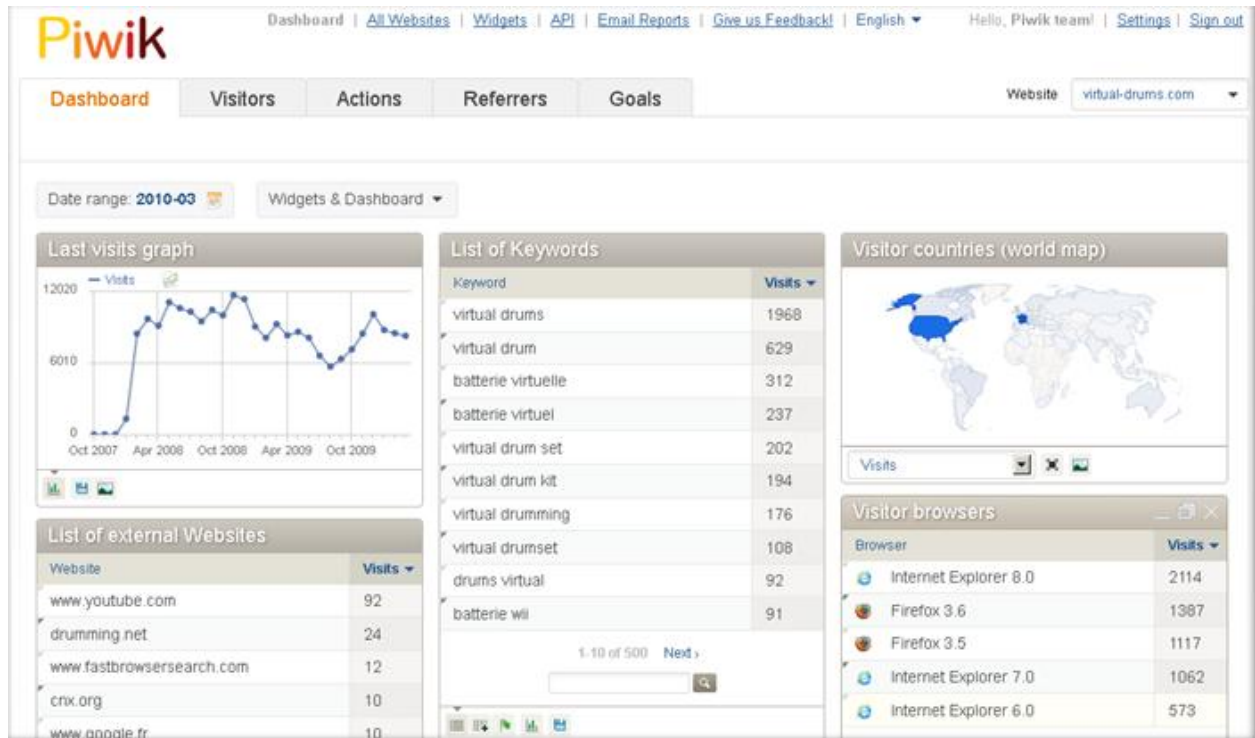 Piwik
Dashboard | All Websites | Widgets | API | Email Reports | Give us Feedback! | English
Hello, Piwik team! | Settings | Sign out
Dashboard Visitors Actions Referrers Goals
Website virtual-drums.com
Date range: 2010-03
Widgets & Dashboard
Last visits graph
Visits
12020
6010
0
Oct 2007 Apr 2008 Oct 2008 Apr 2009 Oct 2009
List of external Websites
Website Visits
www.youtube.com 92
drumming.net 24
www.fastbrowsersearch.com 12
cnx.org 10
www.google.fr 10
List of Keywords
Keyword Visits
virtual drums 1968
virtual drum 629
batterie virtuelle 312
batterie virtuel 237
virtual drum set 202
virtual drum kit 194
virtual drumming 176
virtual drumset 108
drums virtual 92
batterie wii 91
1-10 of 500 Next ›
Visitor countries (world map)
Visits
Visitor browsers
Browser Visits
Internet Explorer 8.0 2114
Firefox 3.6 1387
Firefox 3.5 1117
Internet Explorer 7.0 1062
Internet Explorer 6.0 573